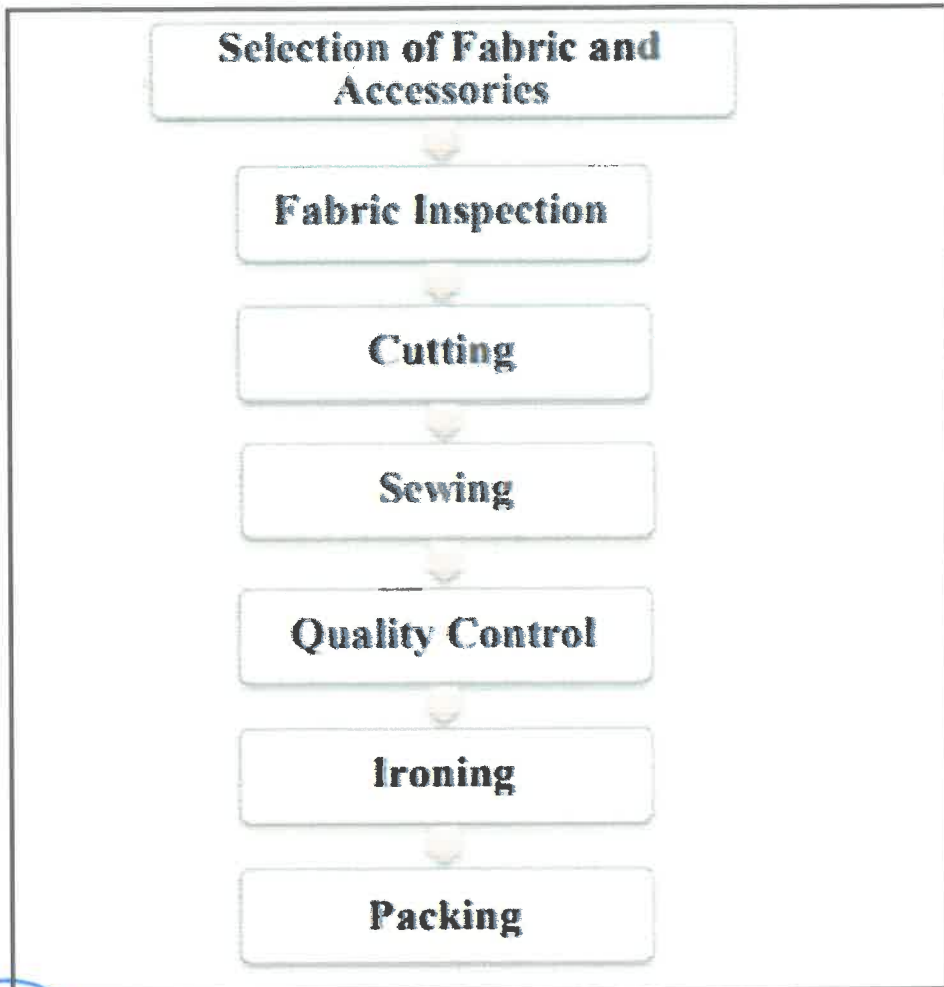 Selection of Fabric and
Accessories
Fabric Inspection
Cutting
Sewing
Quality Control
Ironing
Packing